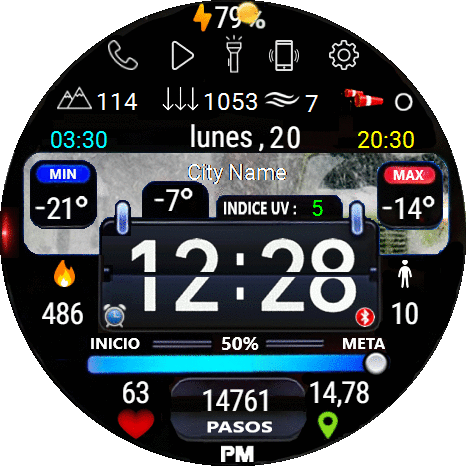 79%
114 1053 7 O
03:30 lunes , 20 20:30
City Name
MIN -7° INDICE UV : 5 MAX
-21° -14°
12:28
486 10
INICIO 50% META
63 14761 14,78
PASOS
PM